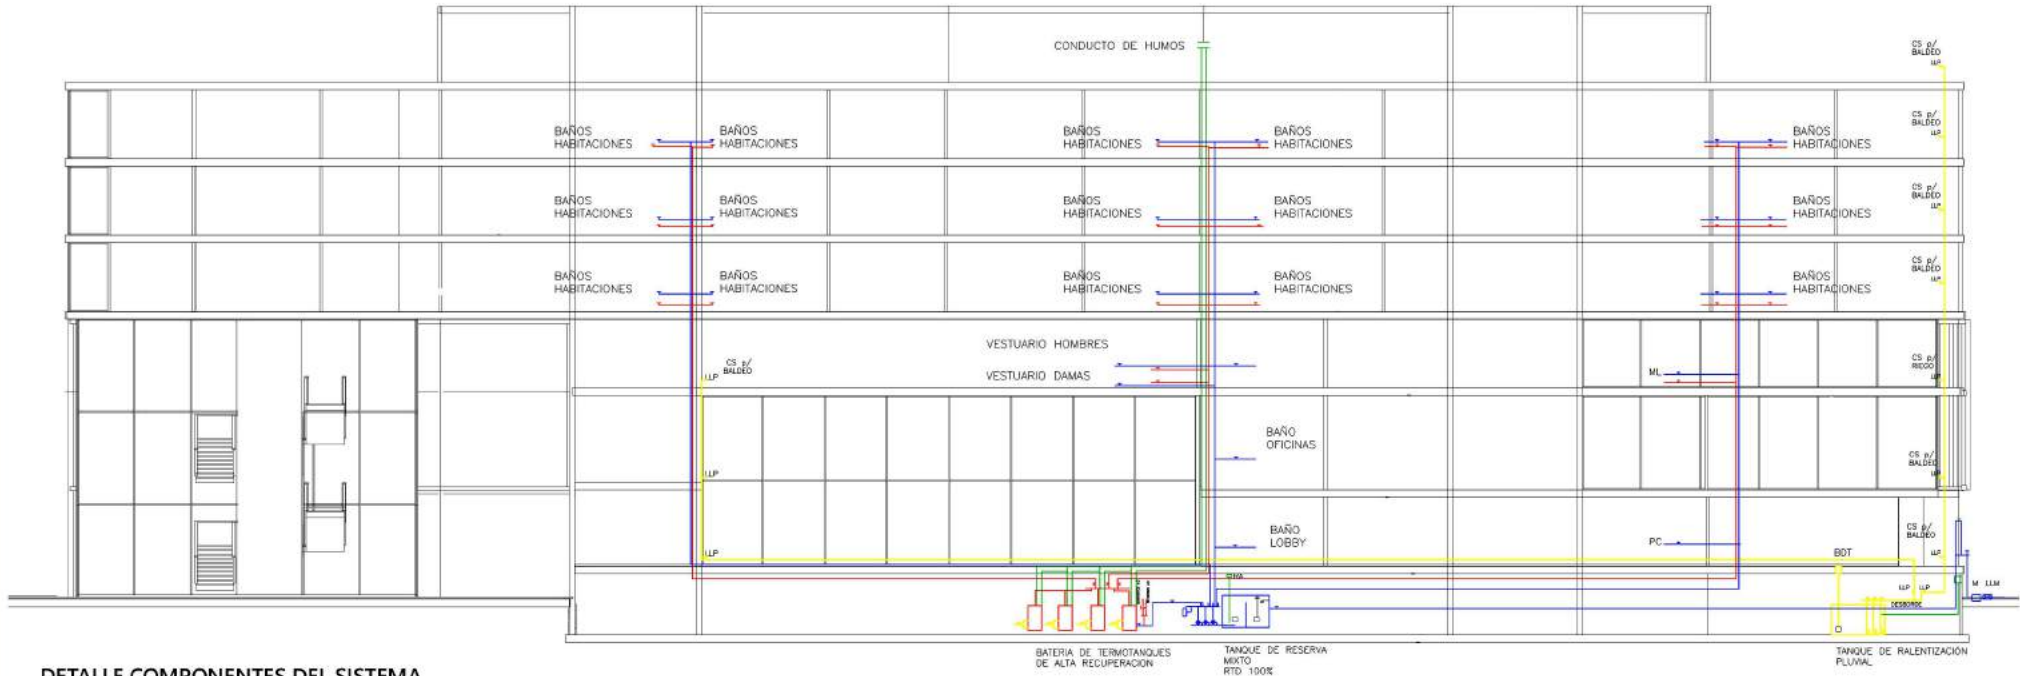 CONDUCTO DE HUMOS
CS p/
BALDEO
LLP
BAÑOS
HABITACIONES
BAÑOS
HABITACIONES
BAÑOS
HABITACIONES
BAÑOS
HABITACIONES
BAÑOS
HABITACIONES
CS p/
BALDEO
LLP
BAÑOS
HABITACIONES
BAÑOS
HABITACIONES
BAÑOS
HABITACIONES
BAÑOS
HABITACIONES
BAÑOS
HABITACIONES
CS p/
BALDEO
LLP
BAÑOS
HABITACIONES
BAÑOS
HABITACIONES
BAÑOS
HABITACIONES
BAÑOS
HABITACIONES
BAÑOS
HABITACIONES
CS p/
BALDEO
LLP
CS p/
BALDEO
LLP
VESTUARIO HOMBRES
VESTUARIO DAMAS
ML
CS p/
RIEGO
LLP
LLP
BAÑO
OFICINAS
CS p/
BALDEO
LLP
LLP
BAÑO
LOBBY
PC
BDT
CS p/
BALDEO
LLP
LLP
LLP
DESBORDE
M LLM
BATERIA DE TERMOTANQUES
DE ALTA RECUPERACION
TANQUE DE RESERVA
MIXTO
RTD 100%
TANQUE DE RALENTIZACIÓN
PLUVIAL
DETALLE COMPONENTES DEL SISTEMA